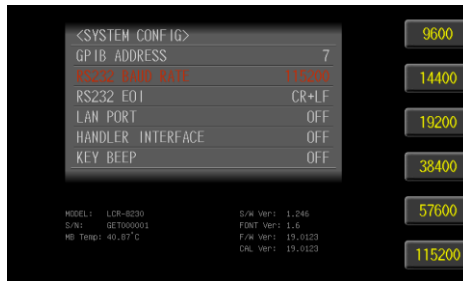 <SYSTEM CONFIG>
GPIB ADDRESS 7
RS232 BAND RATE 115200
RS232 EOI CR+LF
LAN PORT OFF
HANDLER INTERFACE OFF
KEY BEEP OFF
MODEL: LCR-8230 S/W Ver: 1.246
S/N: GET000001 FONT Ver: 1.6
MB Temp: 40.87°C F/W Ver: 19.0123
CAL Ver: 19.0123
9600
14400
19200
38400
57600
115200